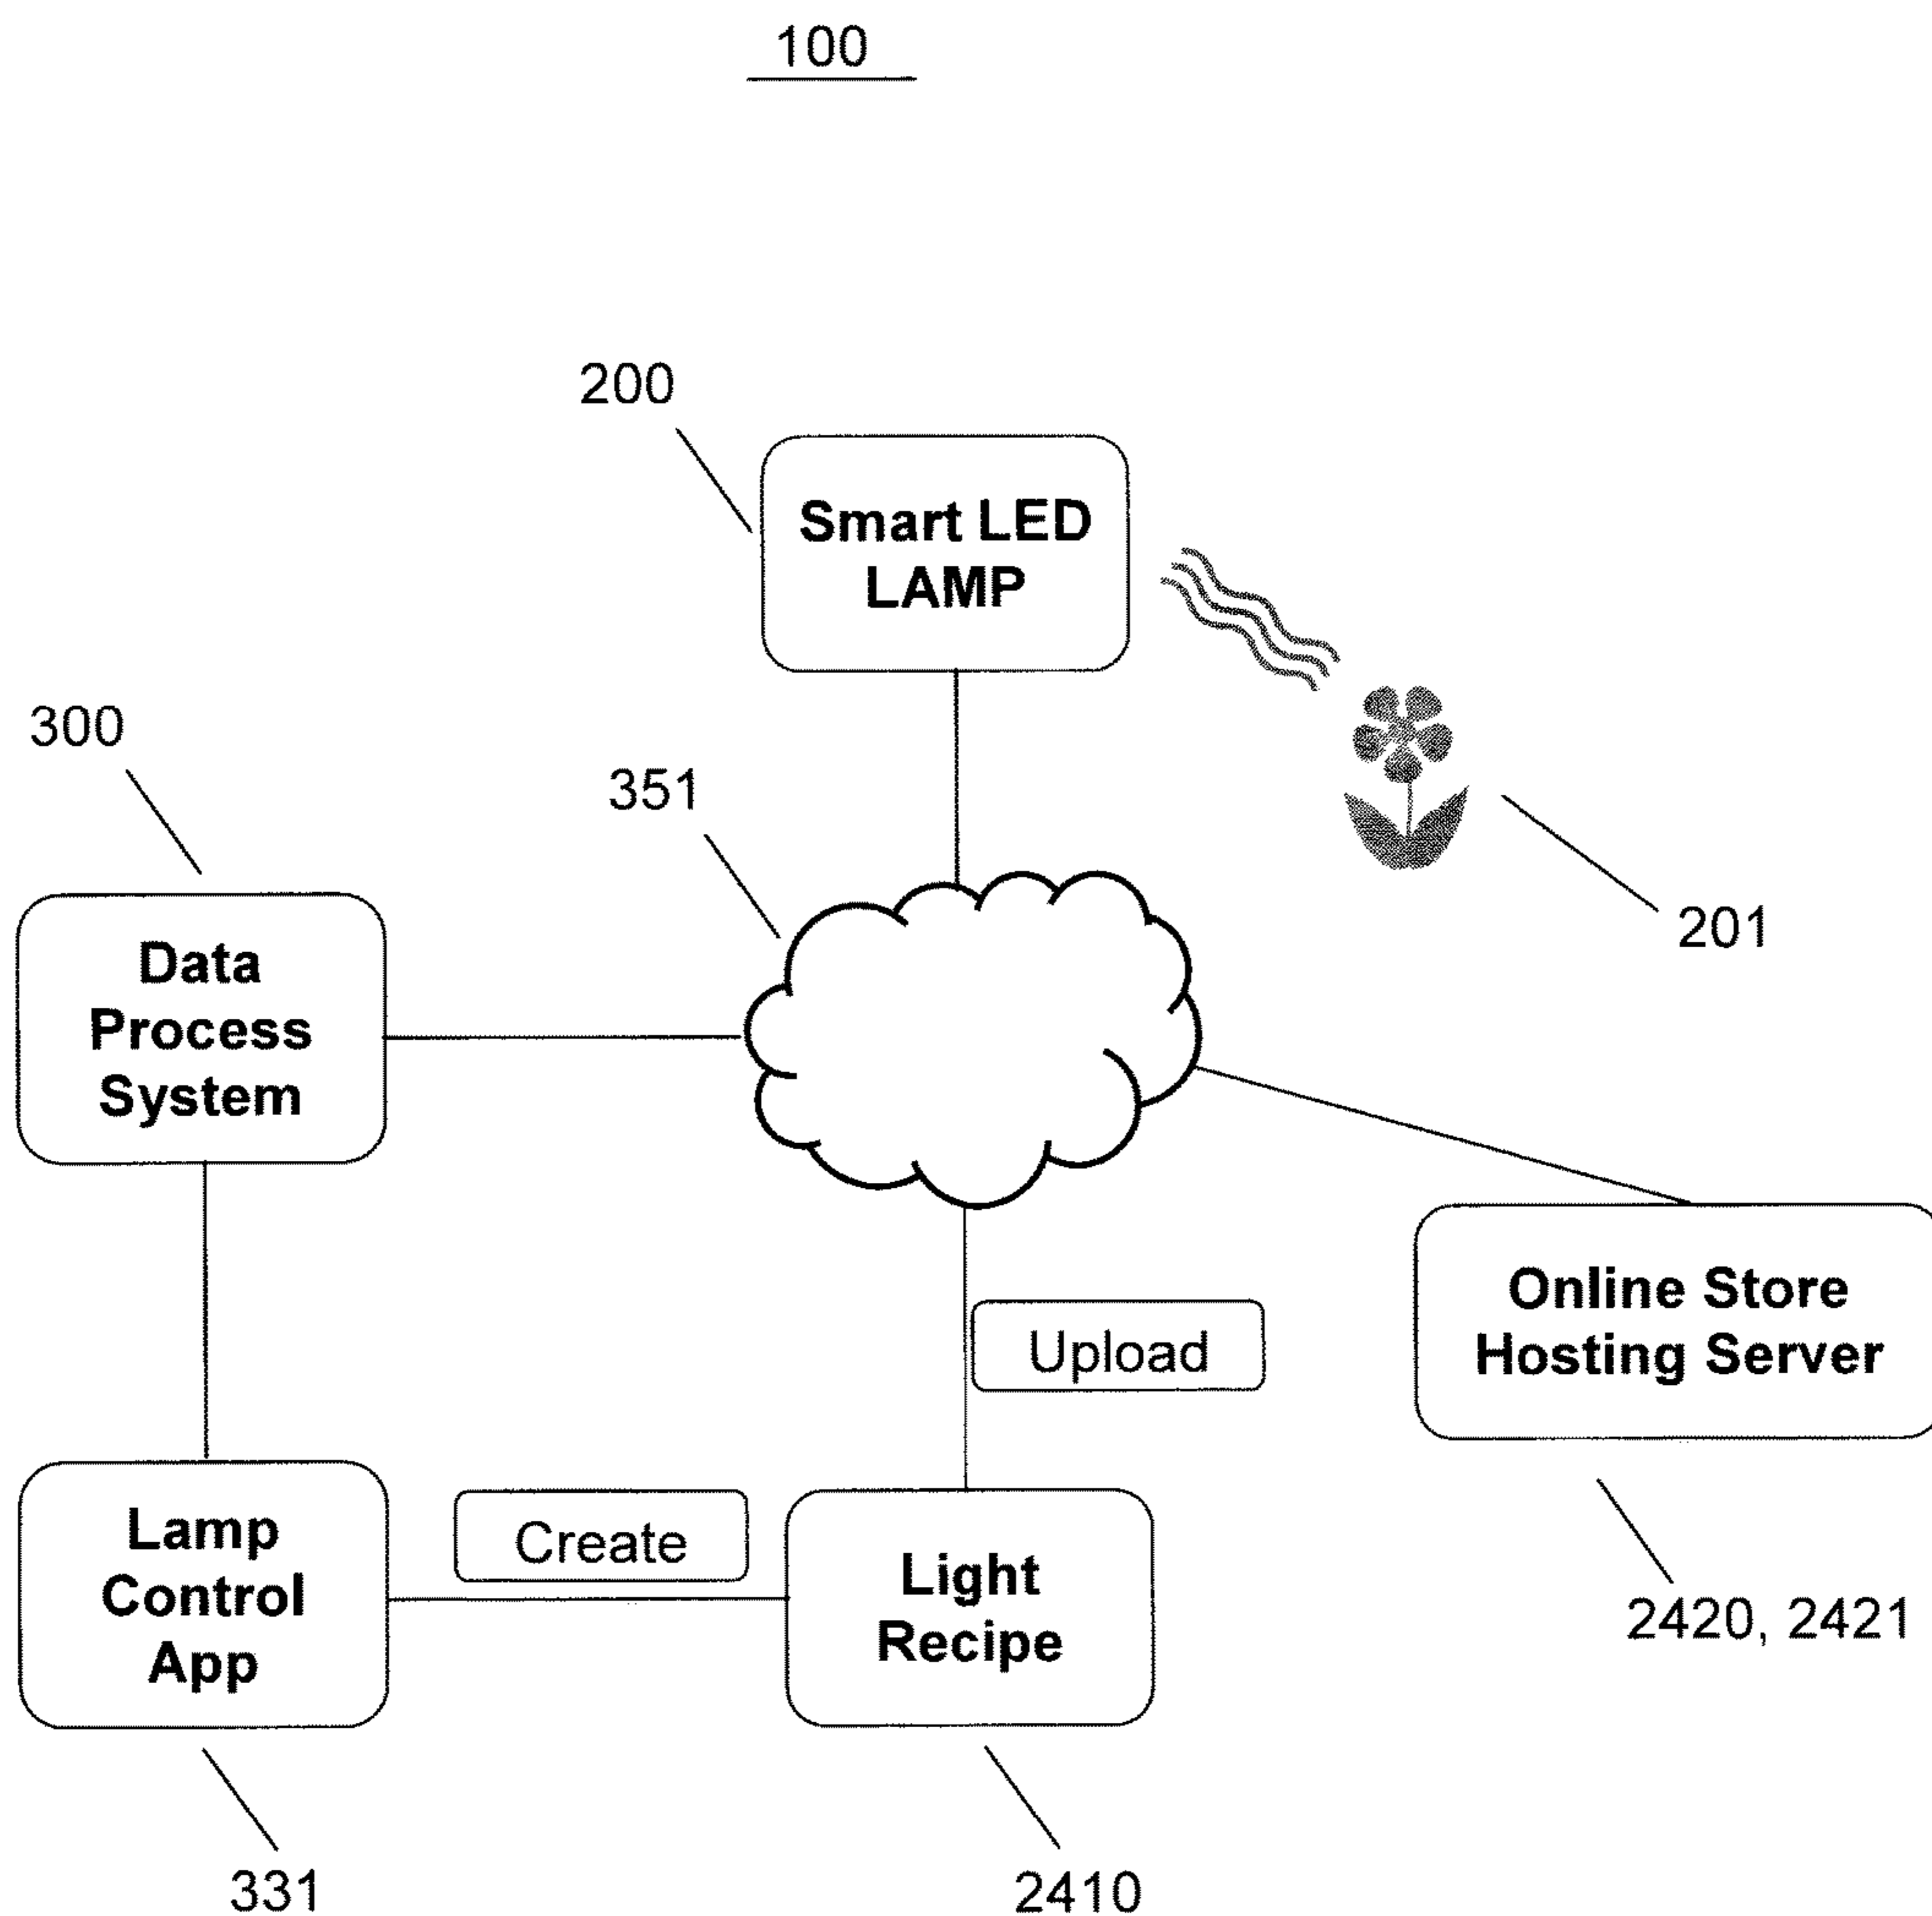 100
200
Smart LED
LAMP
300
351
201
Data
Process
System
Upload
Online Store
Hosting Server
Create
Lamp
Control
App
Light
Recipe
2420, 2421
331
2410